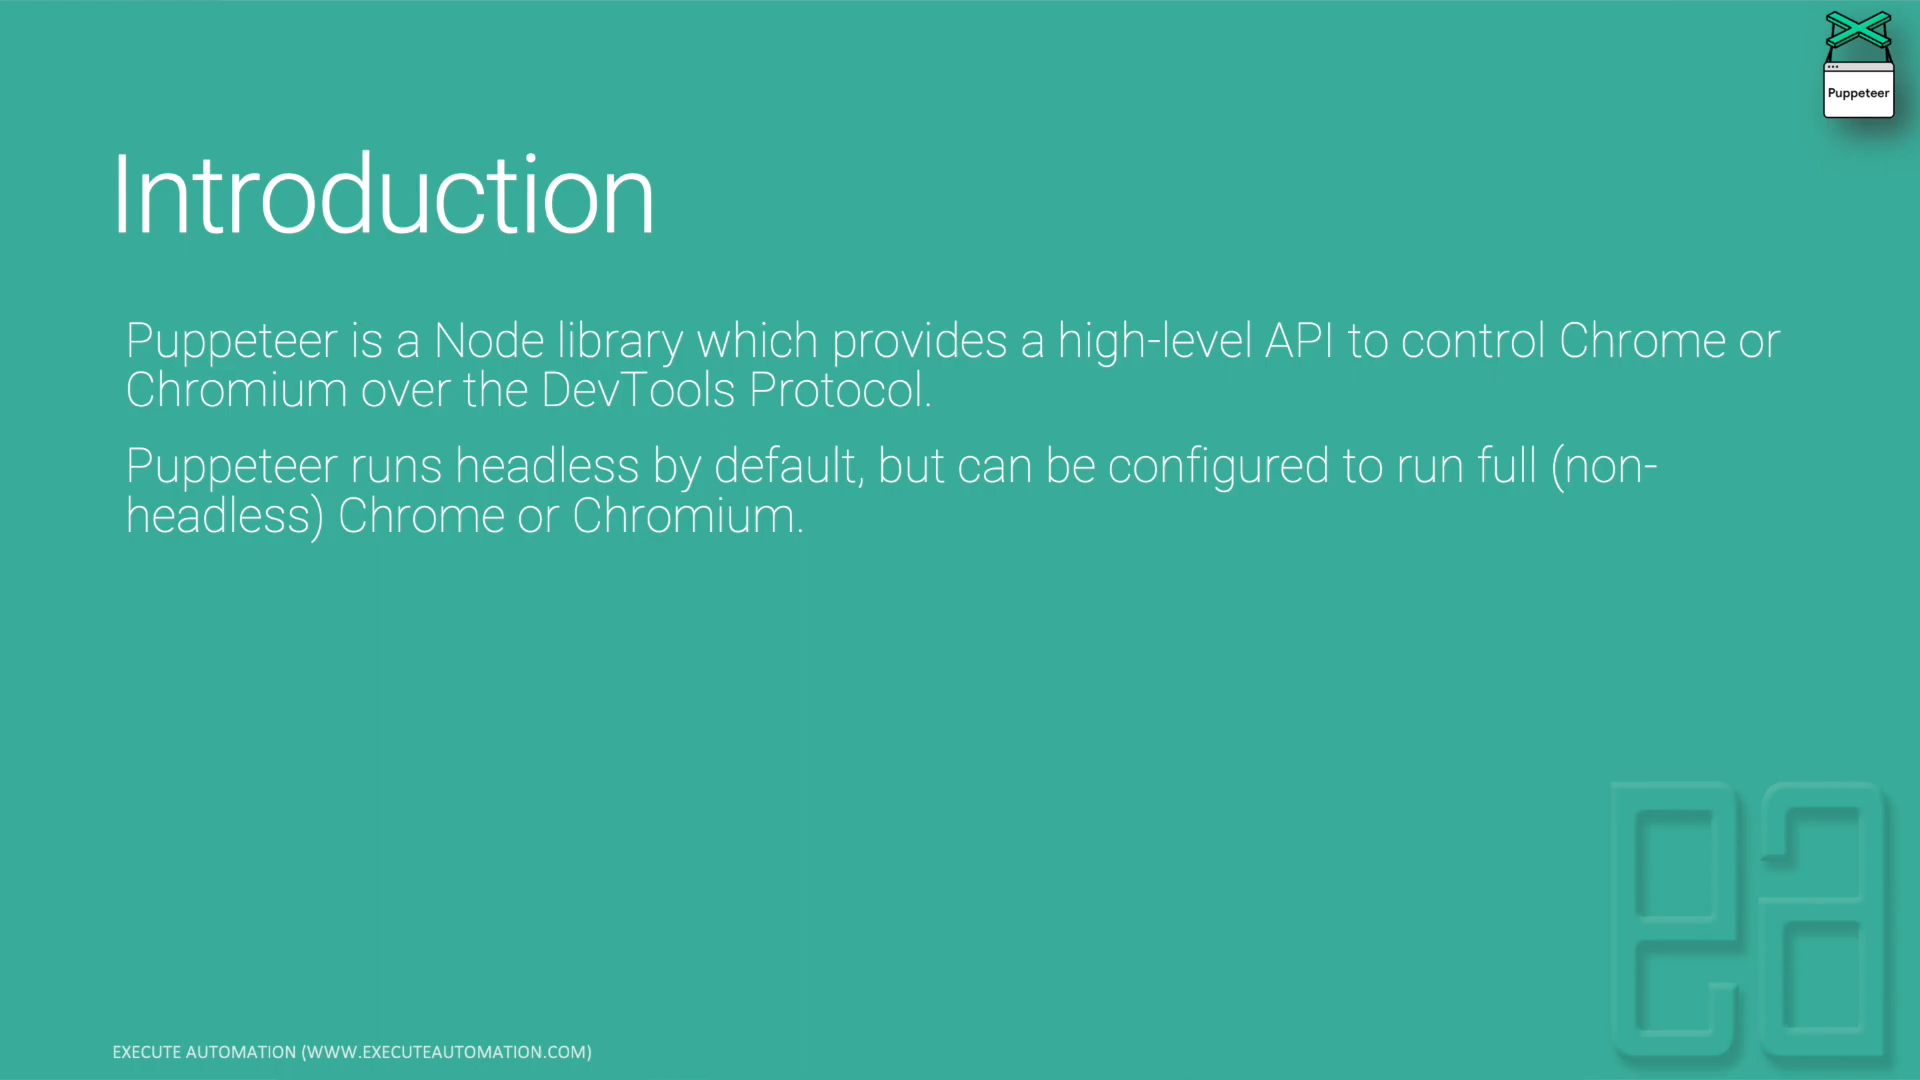 Puppeteer
Introduction
Puppeteer is a Node library which provides a high-level API to control Chrome or
Chromium over the DevTools Protocol.
Puppeteer runs headless by default, but can be configured to run full (non-
headless) Chrome or Chromium.
ea
EXECUTE AUTOMATION (WWW.EXECUTEAUTOMATION.COM)